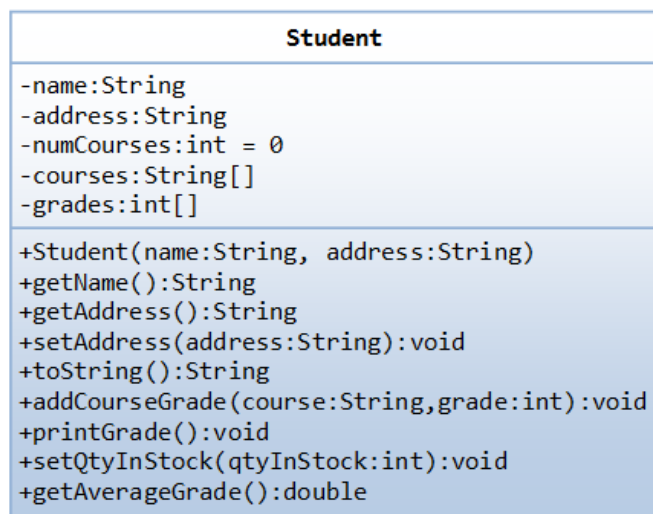 Student
-name:String
-address:String
-numCourses:int = 0
-courses:String[]
-grades:int[]
+Student(name:String, address:String)
+getName():String
+getAddress():String
+setAddress(address:String):void
+toString():String
+addCourseGrade(course:String,grade:int):void
+printGrade():void
+setQtyInStock(qtyInStock:int):void
+getAverageGrade():double